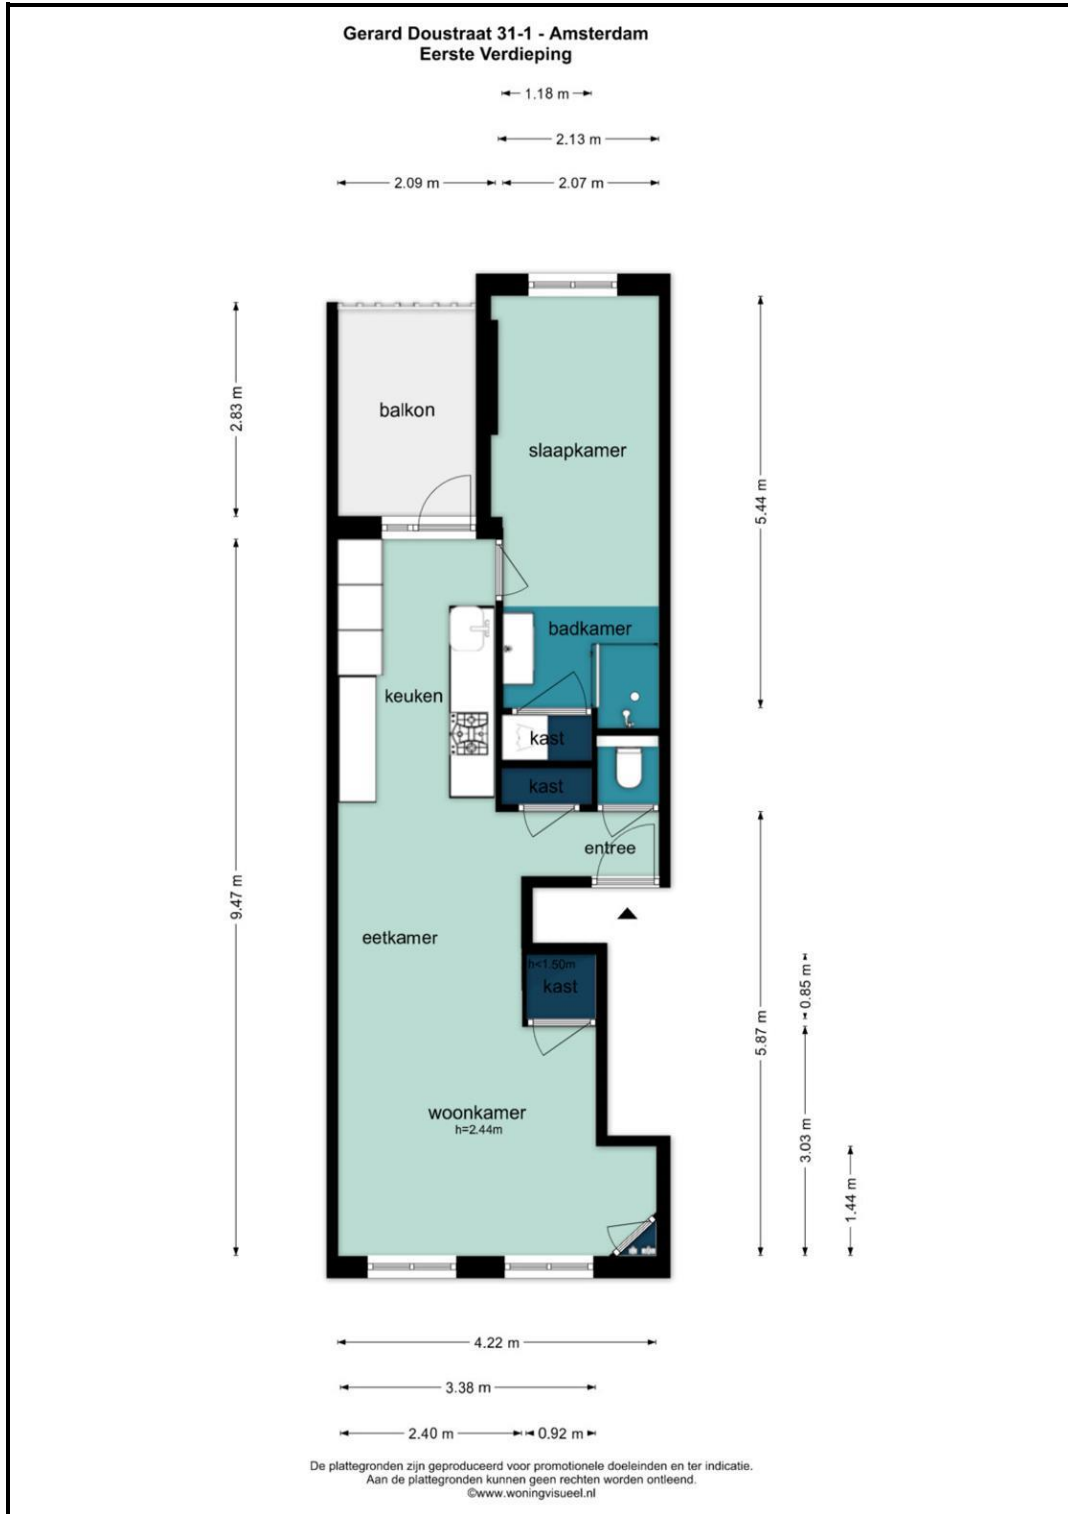 Gerard Doustraat 31-1 - Amsterdam
Eerste Verdieping
1.18 m
2.13 m
2.09 m
2.07 m
2.83 m
balkon
slaapkamer
5.44 m
badkamer
keuken
kast
kast
entree
9.47 m
eetkamer
h<1.50m
kast
0.85 m
5.87 m
woonkamer
h=2.44m
3.03 m
1.44 m
4.22 m
3.38 m
2.40 m
0.92 m
De plattegronden zijn geproduceerd voor promotionele doeleinden en ter indicatie.
Aan de plattegronden kunnen geen rechten worden ontleend.
©www.woningvisueel.nl